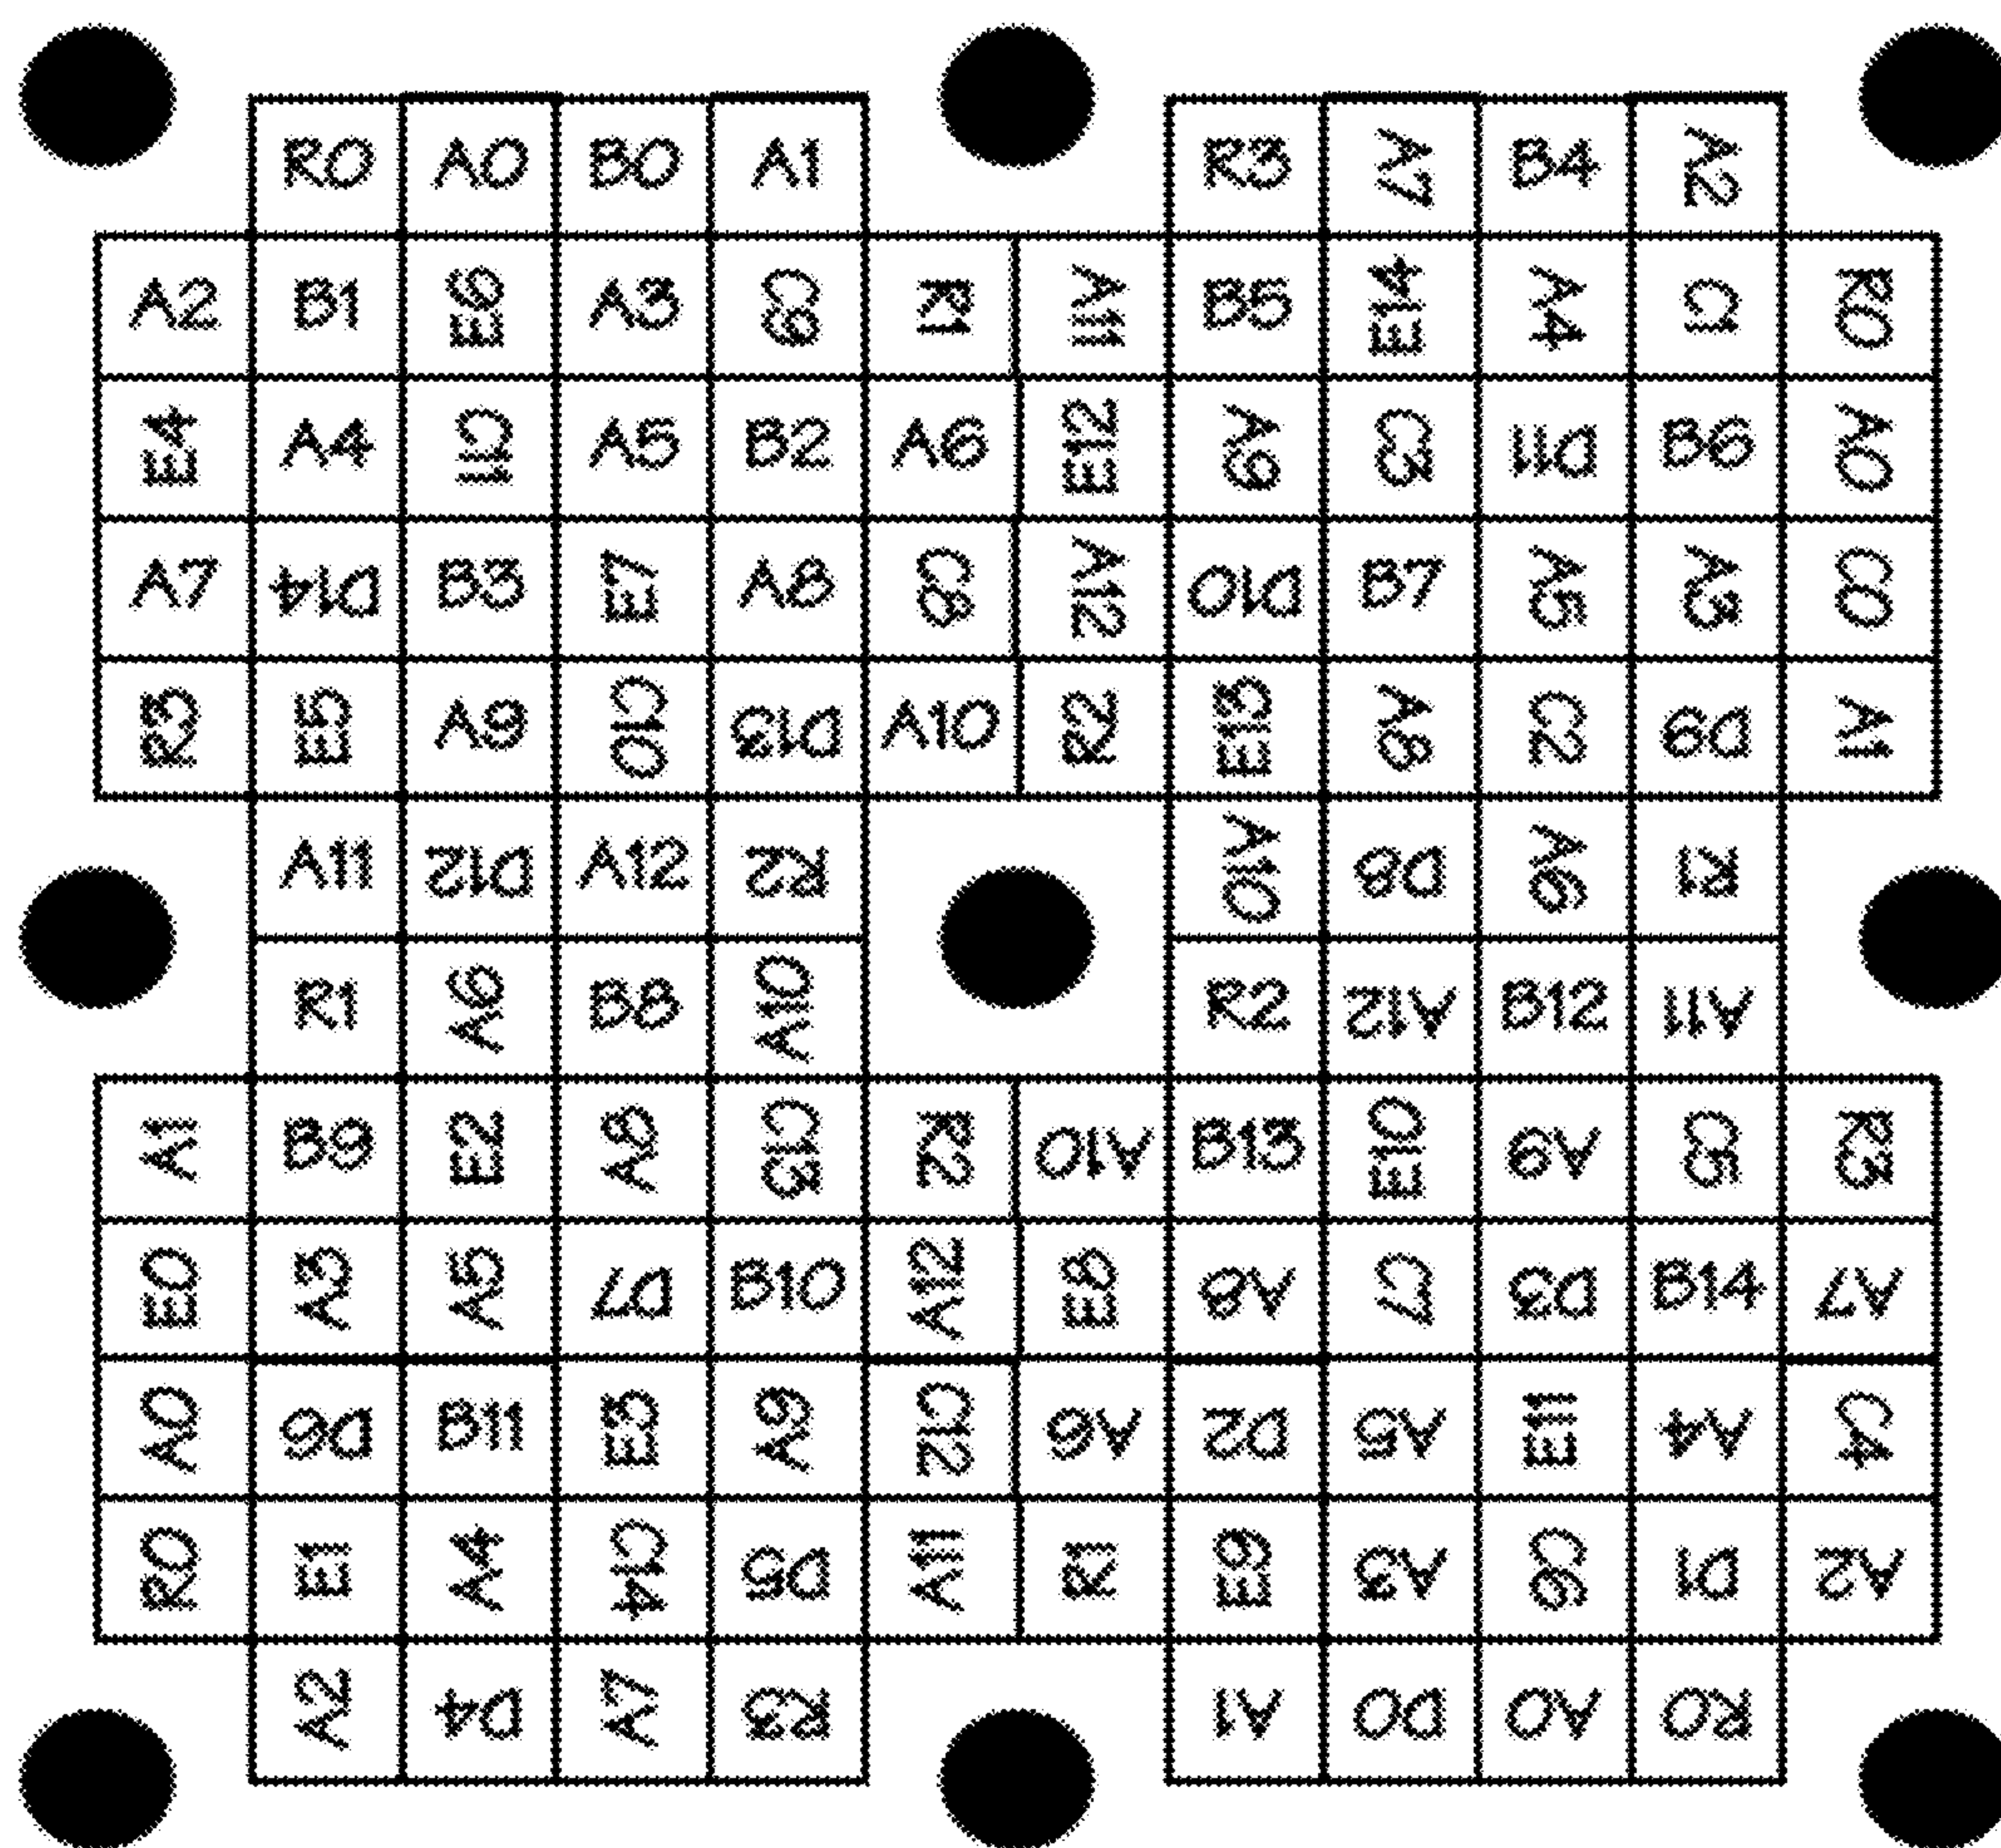 R0 A0 B0 A1 R3 A7 B4 A2
A2 B1 E6 A3 C9 R1 A11 B5 E14 A4 C1 R0
E4 A4 C11 A5 B2 A6 E12 A9 C3 D11 B6 A0
A7 D14 B3 E7 A8 C8 A12 D10 B7 A5 A3 C0
R3 E5 A9 C10 D13 A10 R2 E13 A8 C2 D9 A1
A11 D12 A12 R2 A10 D8 A6 R1
R1 A6 B8 A10 R2 A12 B12 A11
A1 B9 E2 A8 C13 R2 A10 B13 E10 A9 C5 R3
E0 A3 A5 D7 B10 A12 E8 A8 C7 D3 B14 A7
A0 D6 B11 E3 A9 C12 A6 D2 A5 E11 A4 C4
R0 E1 A4 C14 D5 A11 R1 E9 A3 C6 D1 A2
A2 D4 A7 R3 A1 D0 A0 R0